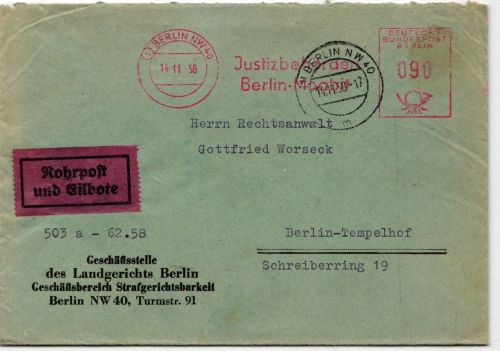 (1) BERLIN NW 40
14.11.58
Justizbehörden
Berlin-Moabit
BERLIN NW 40
DEUTSCHE
BUNDESPOST
BERLIN
090
Herrn Rechtsanwalt
Gottfried Worseck
Rohrpost
und Eilbote
503 a - 62.58
Berlin-Tempelhof
Schreiberring 19
Geschäftsstelle
des Landgerichts Berlin
Geschäftsbereich Strafgerichtsbarkeit
Berlin NW 40, Turmstr. 91